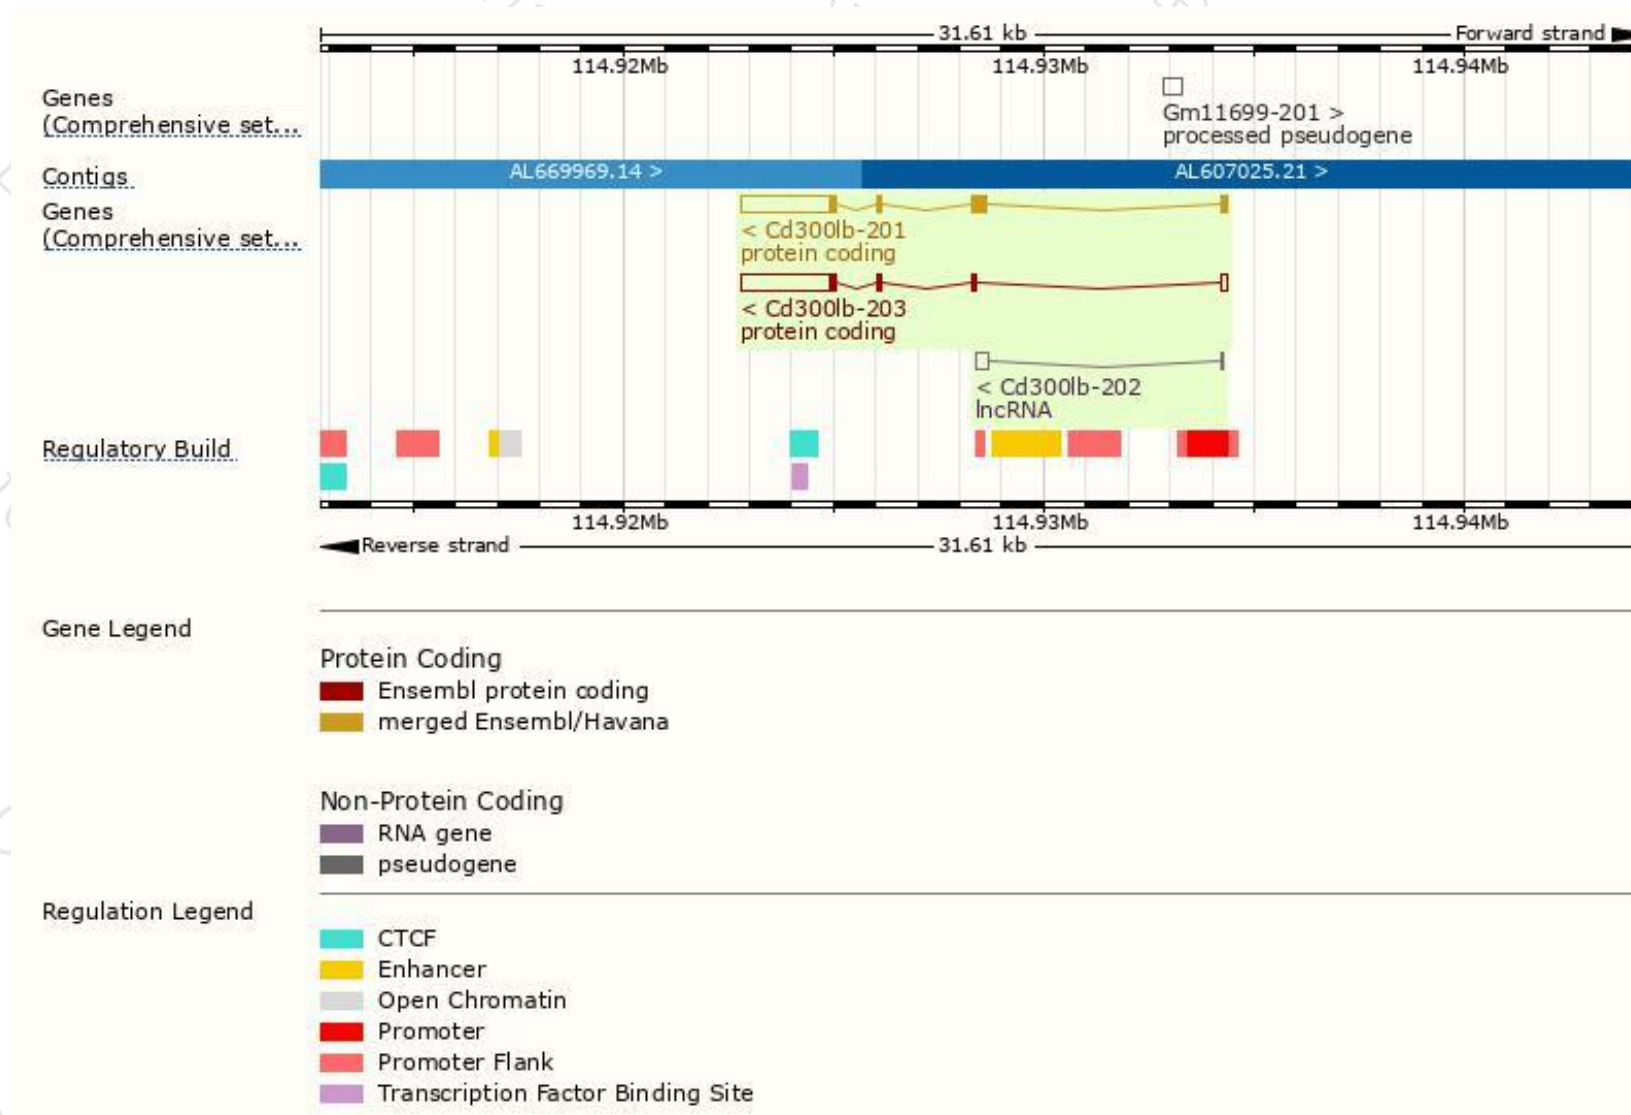 31.61 kb
Forward strand
114.92Mb
114.93Mb
114.94Mb
Genes
(Comprehensive set...
Gm11699-201 >
processed pseudogene
Contigs
AL669969.14 >
AL607025.21 >
Genes
(Comprehensive set...
< Cd300lb-201
protein coding
< Cd300lb-203
protein coding
< Cd300lb-202
lncRNA
Regulatory Build
114.92Mb
114.93Mb
114.94Mb
Reverse strand
31.61 kb
Gene Legend
Protein Coding
Ensembl protein coding
merged Ensembl/Havana
Non-Protein Coding
RNA gene
pseudogene
Regulation Legend
CTCF
Enhancer
Open Chromatin
Promoter
Promoter Flank
Transcription Factor Binding Site